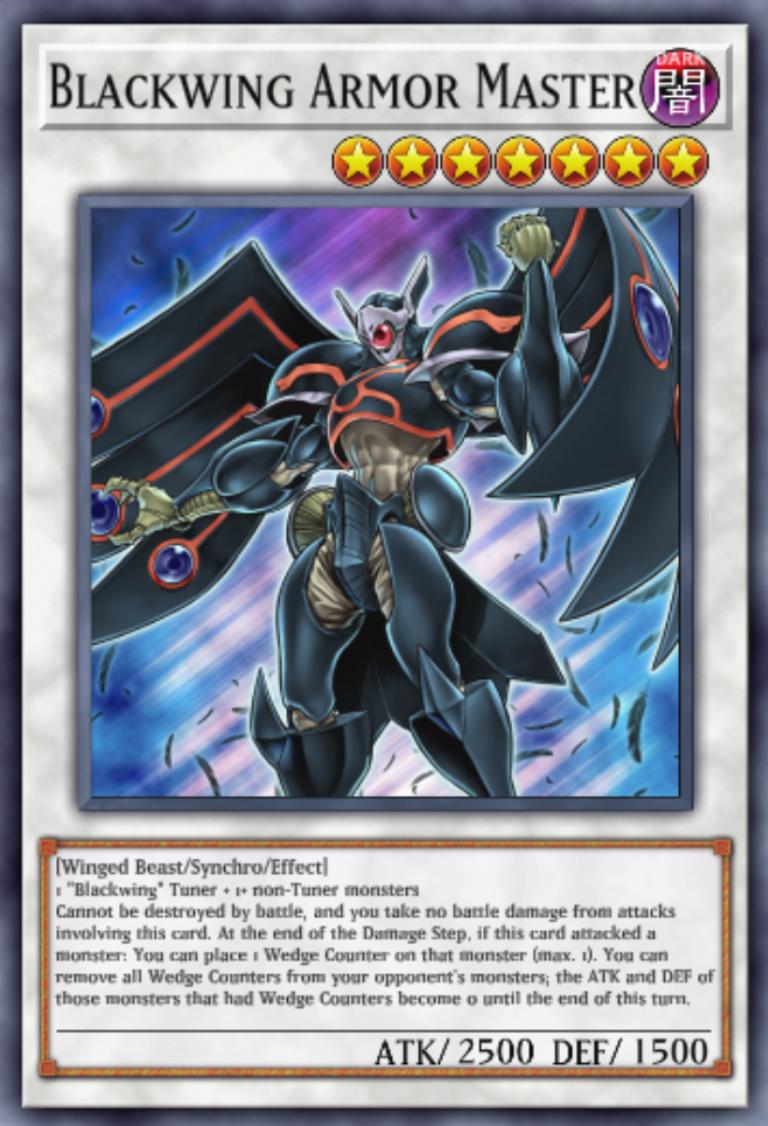 BLACKWING ARMOR MASTER
DARK
闇
[Winged Beast/Synchro/Effect]
1 "Blackwing" Tuner + 1+ non-Tuner monsters
Cannot be destroyed by battle, and you take no battle damage from attacks
involving this card. At the end of the Damage Step, if this card attacked a
monster: You can place 1 Wedge Counter on that monster (max. 1). You can
remove all Wedge Counters from your opponent's monsters; the ATK and DEF of
those monsters that had Wedge Counters become 0 until the end of this turn.
ATK/ 2500 DEF/ 1500